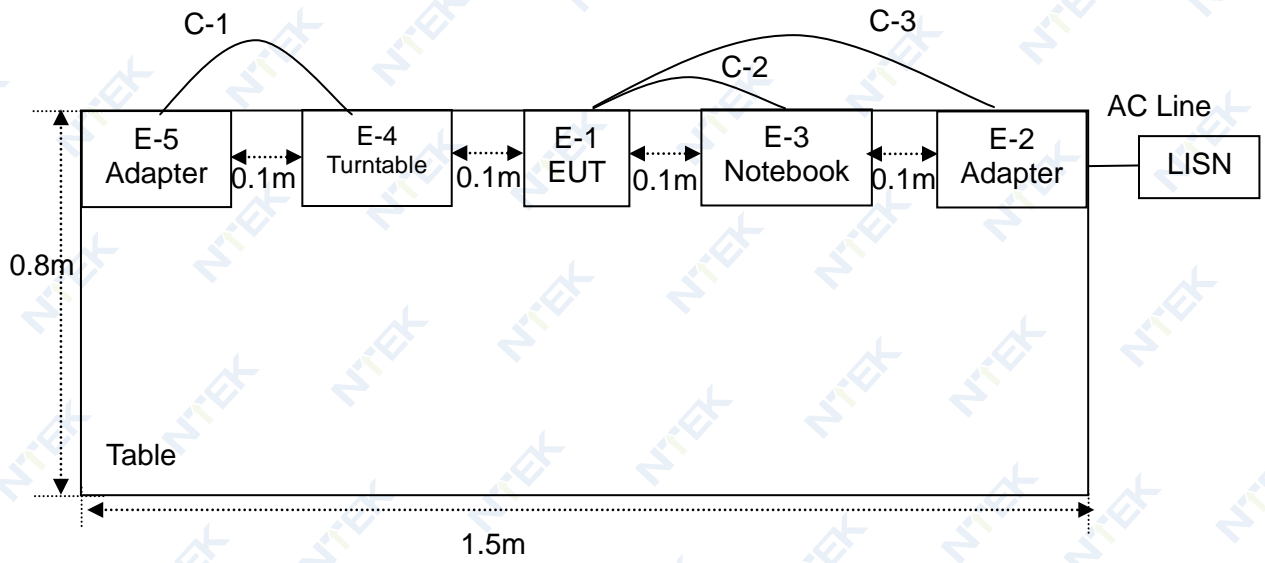 C-1
C-3
C-2
AC Line
E-5
Adapter
0.1m
E-4
Turntable
0.1m
E-1
EUT
0.1m
E-3
Notebook
0.1m
E-2
Adapter
LISN
0.8m
Table
1.5m
NTEK